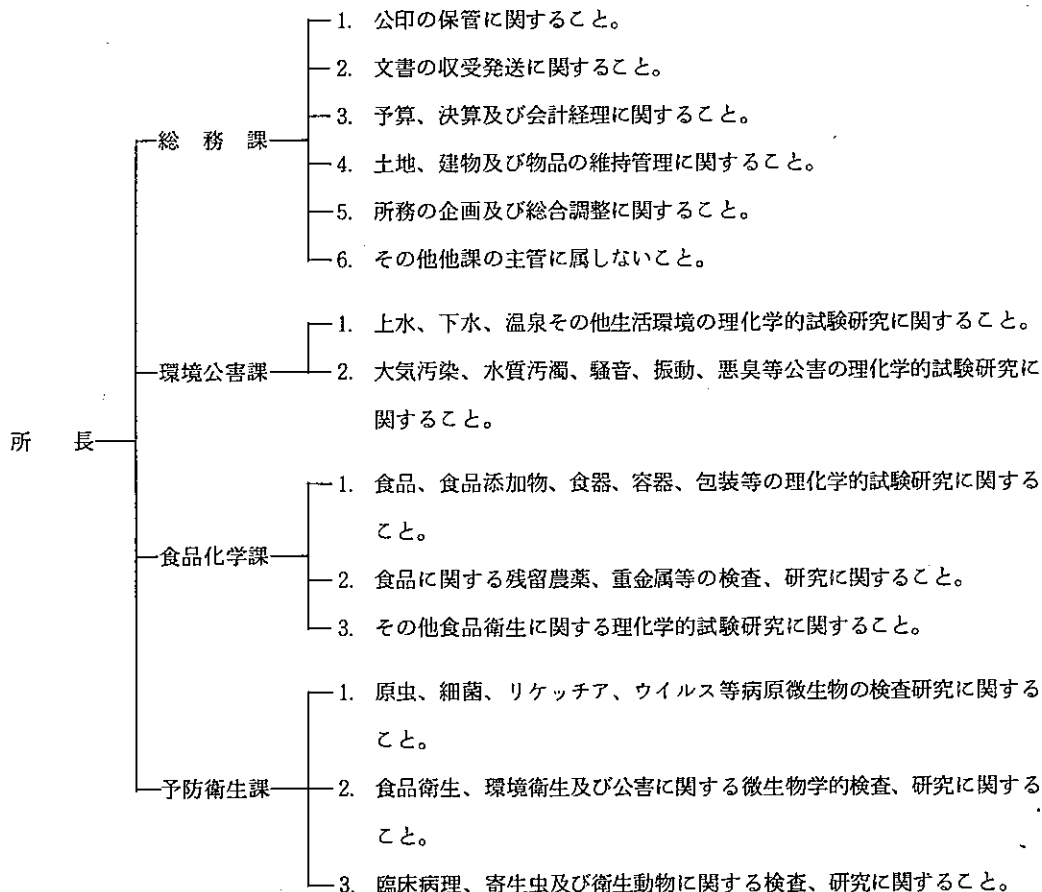 所長
総務課
1. 公印の保管に関すること。
2. 文書の収受発送に関すること。
3. 予算、決算及び会計経理に関すること。
4. 土地、建物及び物品の維持管理に関すること。
5. 所務の企画及び総合調整に関すること。
6. その他他課の主管に属しないこと。
環境公害課
1. 上水、下水、温泉その他生活環境の理化学的試験研究に関すること。
2. 大気汚染、水質汚濁、騒音、振動、悪臭等公害の理化学的試験研究に
関すること。
食品化学課
1. 食品、食品添加物、食器、容器、包装等の理化学的試験研究に関する
こと。
2. 食品に関する残留農薬、重金属等の検査、研究に関すること。
3. その他食品衛生に関する理化学的試験研究に関すること。
予防衛生課
1. 原虫、細菌、リケッチア、ウイルス等病原微生物の検査研究に関する
こと。
2. 食品衛生、環境衛生及び公害に関する微生物学的検査、研究に関する
こと。
3. 臨床病理、寄生虫及び衛生動物に関する検査、研究に関すること。